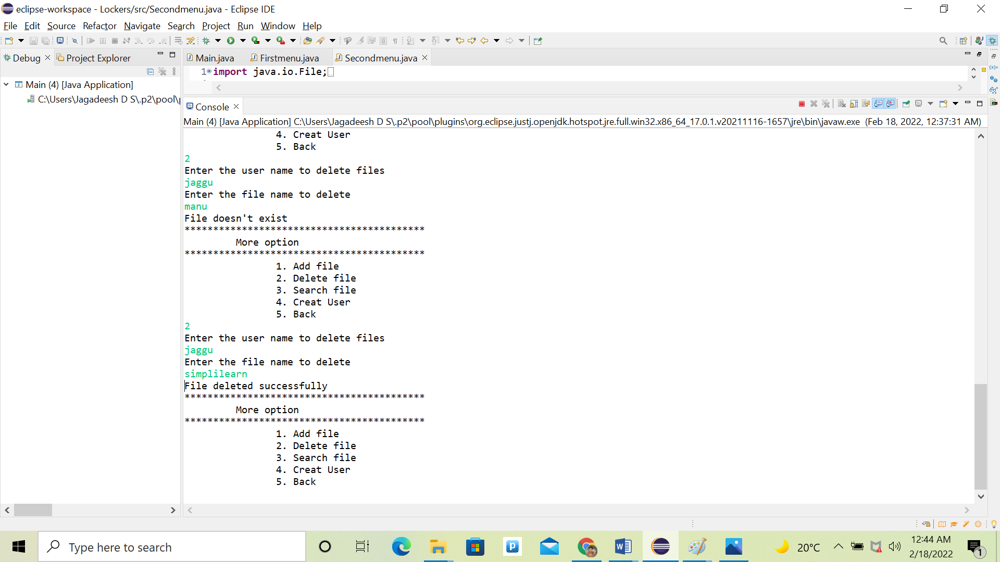 eclipse-workspace - Lockers/src/Secondmenu.java - Eclipse IDE
File Edit Source Refactor Navigate Search Project Run Window Help
Debug Project Explorer
Main.java Firstmenu.java Secondmenu.java
1 import java.io.File;
Main (4) [Java Application]
C:\Users\Jagadeesh D S\.p2\pool\
Console
Main (4) [Java Application] C:\Users\Jagadeesh D S\.p2\pool\plugins\org.eclipse.justj.openjdk.hotspot.jre.full.win32.x86_64_17.0.1.v20211116-1657\jre\bin\javaw.exe (Feb 18, 2022, 12:37:31 AM)
4. Creat User
5. Back
2
Enter the user name to delete files
jaggu
Enter the file name to delete
manu
File doesn't exist
******************************************
More option
******************************************
1. Add file
2. Delete file
3. Search file
4. Creat User
5. Back
2
Enter the user name to delete files
jaggu
Enter the file name to delete
simplilearn
File deleted successfully
******************************************
More option
******************************************
1. Add file
2. Delete file
3. Search file
4. Creat User
5. Back
Type here to search
20°C
12:44 AM
2/18/2022
1